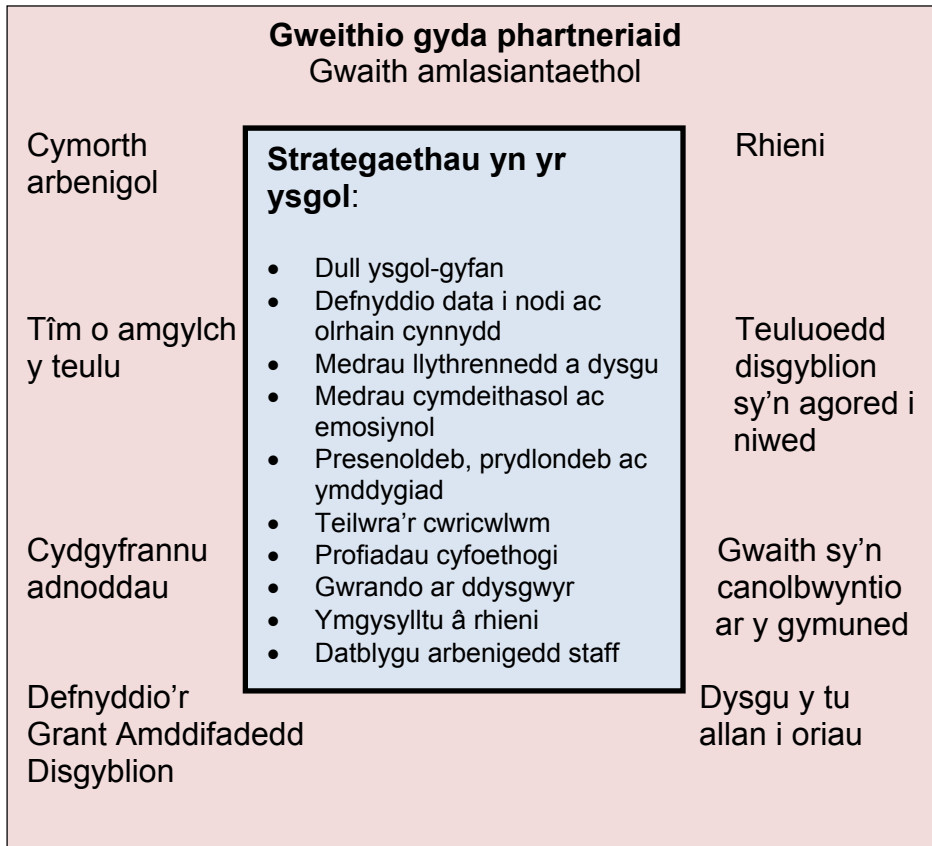 Gweithio gyda phartneriaid
Gwaith amlasiantaethol
Cymorth
arbenigol
Tîm o amgylch
y teulu
Cydgyfrannu
adnoddau
Defnyddio’r
Grant Amddifadedd
Disgyblion
Strategaethau yn yr
ysgol:
• Dull ysgol-gyfan
• Defnyddio data i nodi ac
olrhain cynnydd
• Medrau llythrennedd a dysgu
• Medrau cymdeithasol ac
emosiynol
• Presenoldeb, prydlondeb ac
ymddygiad
• Teilwra’r cwricwlwm
• Profiadau cyfoethogi
• Gwrando ar ddysgwyr
• Ymgysylltu â rhieni
• Datblygu arbenigedd staff
Rhieni
Teuluoedd
disgyblion
sy’n agored i
niwed
Gwaith sy’n
canolbwyntio
ar y gymuned
Dysgu y tu
allan i oriau